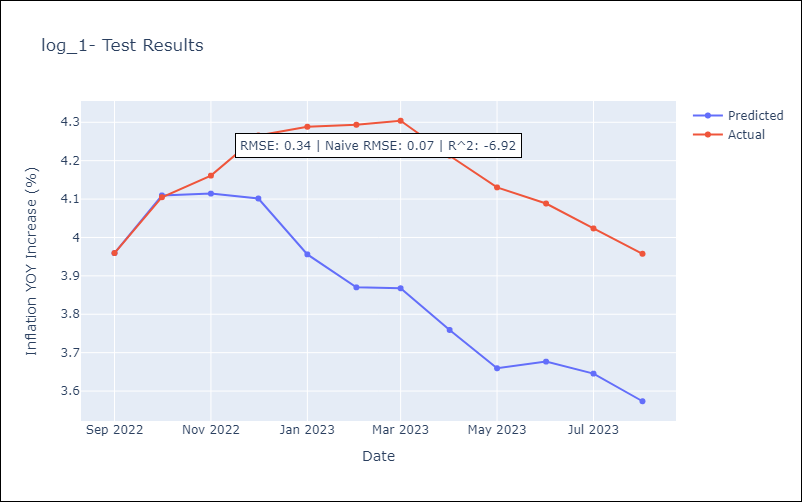 log_1- Test Results
Predicted
Actual
RMSE: 0.34 | Naive RMSE: 0.07 | R^2: -6.92
Inflation YOY Increase (%)
4.3
4.2
4.1
4
3.9
3.8
3.7
3.6
Sep 2022
Nov 2022
Jan 2023
Mar 2023
May 2023
Jul 2023
Date